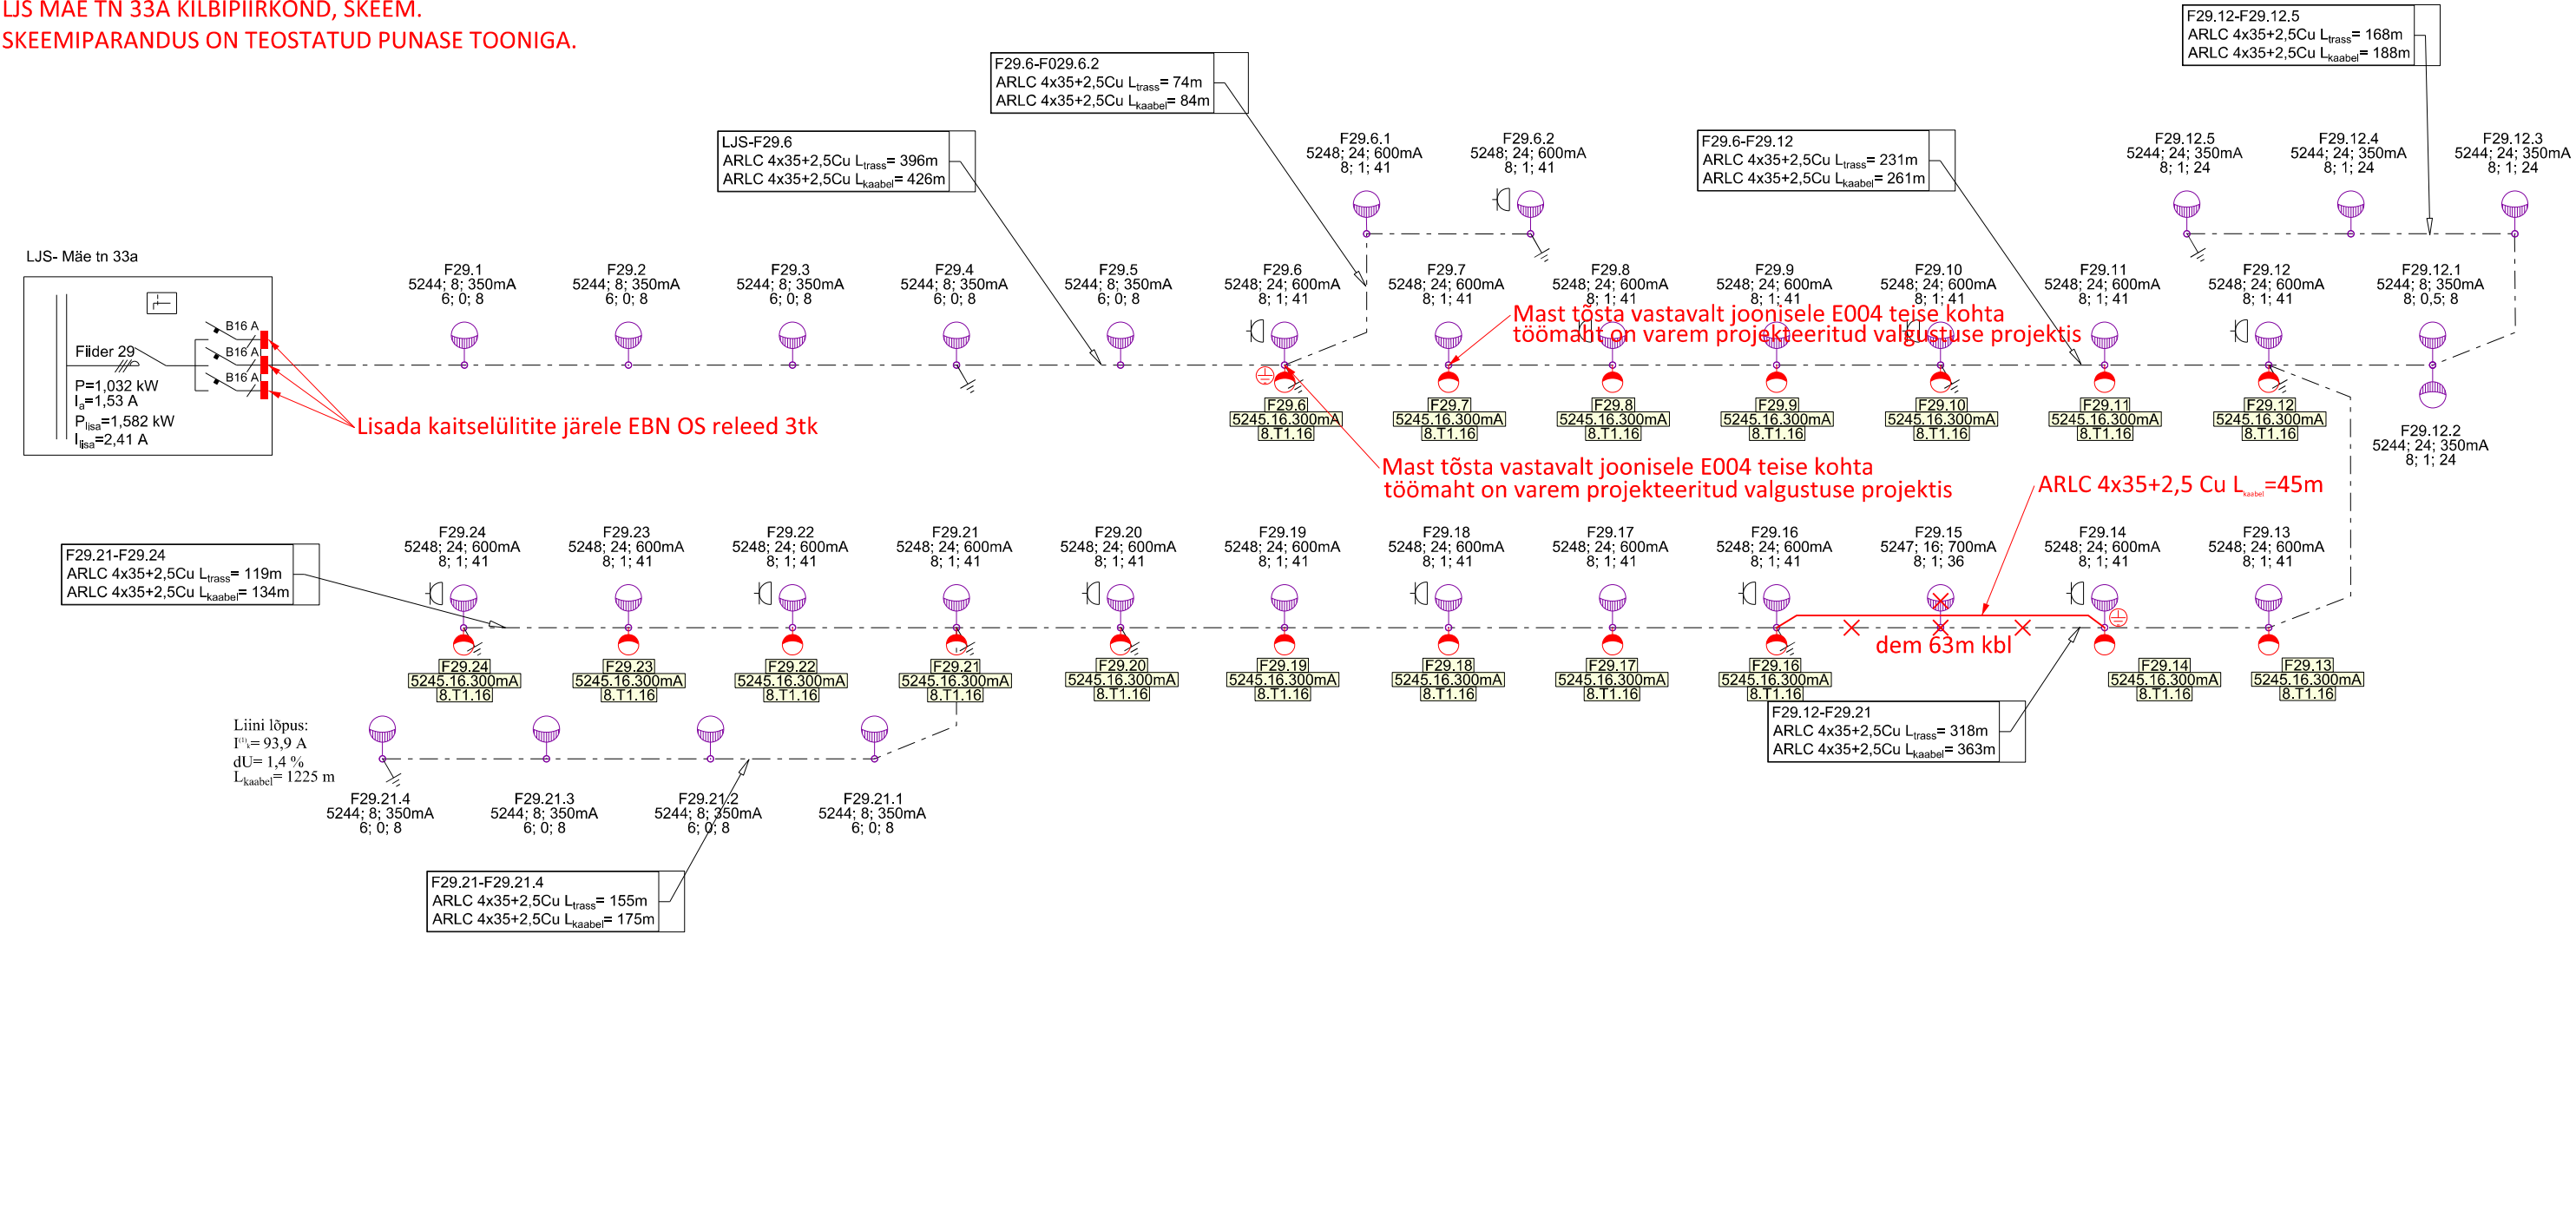 LJS MÄE TN 33A KILBIPIIRKOND, SKEEM.
SKEEMIPARANDUS ON TEOSTATUD PUNASE TOONIGA.
F29.12-F29.12.5
ARLC 4x35+2,5Cu Ltrass= 168m
ARLC 4x35+2,5Cu Lkaabel= 188m
F29.6-F029.6.2
ARLC 4x35+2,5Cu Ltrass= 74m
ARLC 4x35+2,5Cu Lkaabel= 84m
LJS-F29.6
ARLC 4x35+2,5Cu Ltrass= 396m
ARLC 4x35+2,5Cu Lkaabel= 426m
F29.6.1
5248; 24; 600mA
8; 1; 41
F29.6.2
5248; 24; 600mA
8; 1; 41
F29.6-F29.12
ARLC 4x35+2,5Cu Ltrass= 231m
ARLC 4x35+2,5Cu Lkaabel= 261m
F29.12.5
5244; 24; 350mA
8; 1; 24
F29.12.4
5244; 24; 350mA
8; 1; 24
F29.12.3
5244; 24; 350mA
8; 1; 24
LJS- Mäe tn 33a
Fiider 29
B16 A
B16 A
B16 A
P=1,032 kW
Ia=1,53 A
Plisa=1,582 kW
Ilisa=2,41 A
F29.1
5244; 8; 350mA
6; 0; 8
F29.2
5244; 8; 350mA
6; 0; 8
F29.3
5244; 8; 350mA
6; 0; 8
F29.4
5244; 8; 350mA
6; 0; 8
F29.5
5244; 8; 350mA
6; 0; 8
F29.6
5248; 24; 600mA
8; 1; 41
F29.7
5248; 24; 600mA
8; 1; 41
F29.8
5248; 24; 600mA
8; 1; 41
F29.9
5248; 24; 600mA
8; 1; 41
F29.10
5248; 24; 600mA
8; 1; 41
F29.11
5248; 24; 600mA
8; 1; 41
F29.12
5248; 24; 600mA
8; 1; 41
F29.12.1
5244; 8; 350mA
8; 0,5; 8
Mast tõsta vastavalt joonisele E004 teise kohta
töömaht on varem projekteeritud valgustuse projektis
Lisada kaitselülitite järele EBN OS releed 3tk
F29.6
5245.16.300mA
8.T1.16
F29.7
5245.16.300mA
8.T1.16
F29.8
5245.16.300mA
8.T1.16
F29.9
5245.16.300mA
8.T1.16
F29.10
5245.16.300mA
8.T1.16
F29.11
5245.16.300mA
8.T1.16
F29.12
5245.16.300mA
8.T1.16
F29.12.2
5244; 24; 350mA
8; 1; 24
Mast tõsta vastavalt joonisele E004 teise kohta
töömaht on varem projekteeritud valgustuse projektis
ARLC 4x35+2,5 Cu Lkaabel=45m
F29.21-F29.24
ARLC 4x35+2,5Cu Ltrass= 119m
ARLC 4x35+2,5Cu Lkaabel= 134m
F29.24
5248; 24; 600mA
8; 1; 41
F29.23
5248; 24; 600mA
8; 1; 41
F29.22
5248; 24; 600mA
8; 1; 41
F29.21
5248; 24; 600mA
8; 1; 41
F29.20
5248; 24; 600mA
8; 1; 41
F29.19
5248; 24; 600mA
8; 1; 41
F29.18
5248; 24; 600mA
8; 1; 41
F29.17
5248; 24; 600mA
8; 1; 41
F29.16
5248; 24; 600mA
8; 1; 41
F29.15
5247; 16; 700mA
8; 1; 36
F29.14
5248; 24; 600mA
8; 1; 41
F29.13
5248; 24; 600mA
8; 1; 41
dem 63m kbl
F29.24
5245.16.300mA
8.T1.16
F29.23
5245.16.300mA
8.T1.16
F29.22
5245.16.300mA
8.T1.16
F29.21
5245.16.300mA
8.T1.16
F29.20
5245.16.300mA
8.T1.16
F29.19
5245.16.300mA
8.T1.16
F29.18
5245.16.300mA
8.T1.16
F29.17
5245.16.300mA
8.T1.16
F29.16
5245.16.300mA
8.T1.16
F29.14
5245.16.300mA
8.T1.16
F29.13
5245.16.300mA
8.T1.16
F29.12-F29.21
ARLC 4x35+2,5Cu Ltrass= 318m
ARLC 4x35+2,5Cu Lkaabel= 363m
Liini lõpus:
I(1)k= 93,9 A
dU= 1,4 %
Lkaabel= 1225 m
F29.21.4
5244; 8; 350mA
6; 0; 8
F29.21.3
5244; 8; 350mA
6; 0; 8
F29.21.2
5244; 8; 350mA
6; 0; 8
F29.21.1
5244; 8; 350mA
6; 0; 8
F29.21-F29.21.4
ARLC 4x35+2,5Cu Ltrass= 155m
ARLC 4x35+2,5Cu Lkaabel= 175m